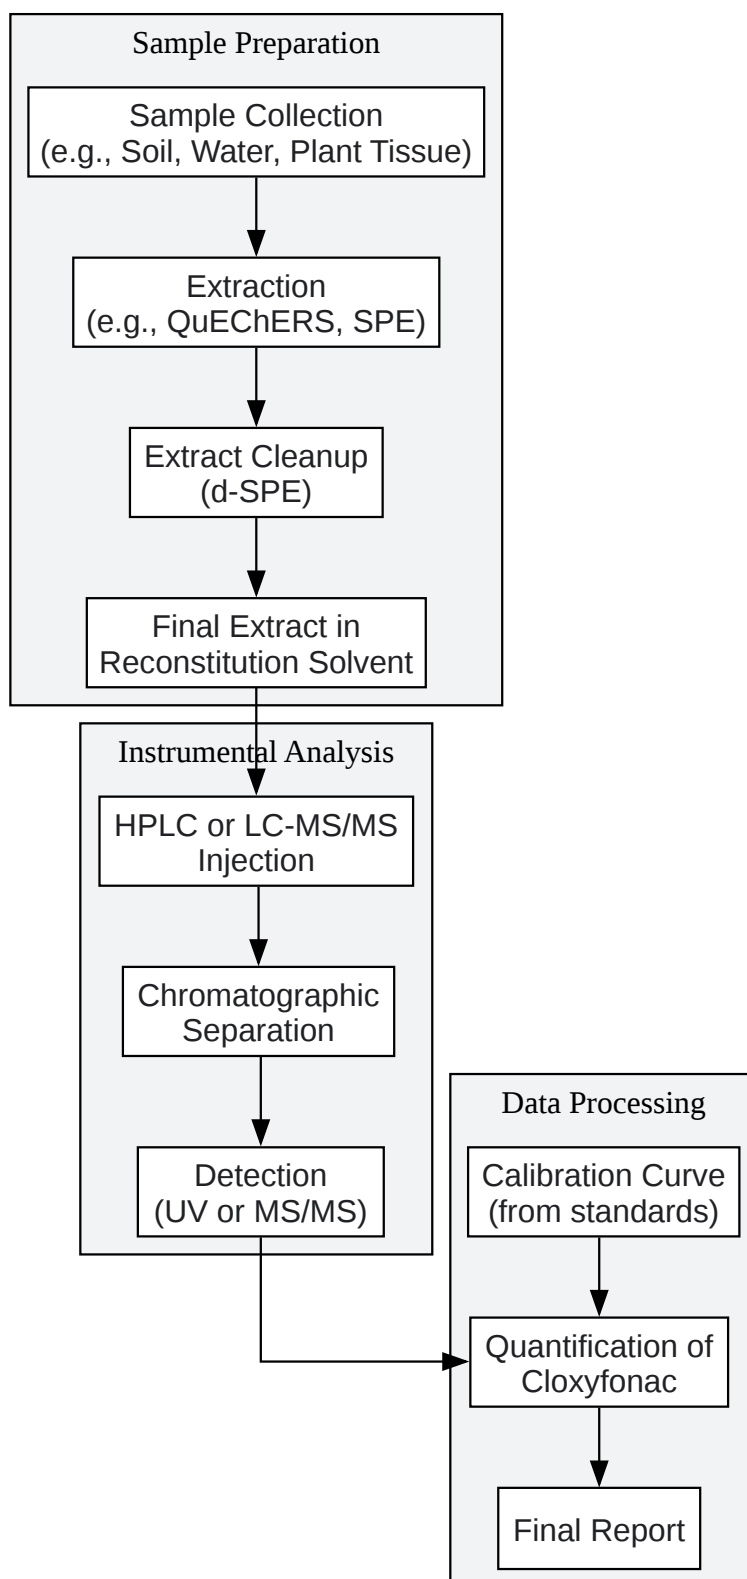 Sample Preparation
Sample Collection
(e.g., Soil, Water, Plant Tissue)
Extraction
(e.g., QuEChERS, SPE)
Extract Cleanup
(d-SPE)
Final Extract in
Reconstitution Solvent
Instrumental Analysis
HPLC or LC-MS/MS
Injection
Chromatographic
Separation
Detection
(UV or MS/MS)
Data Processing
Calibration Curve
(from standards)
Quantification of
Cloxyfonac
Final Report